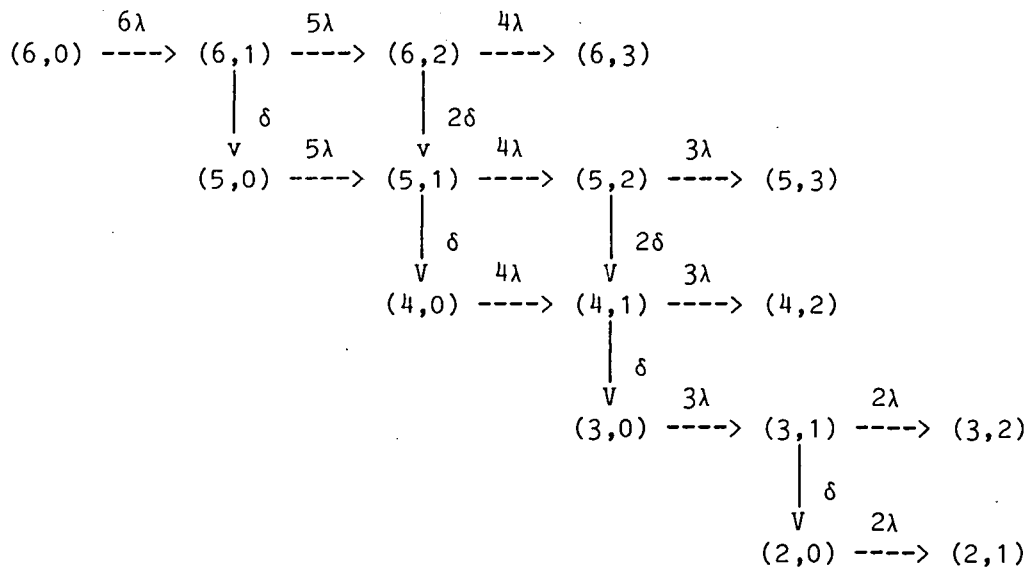 6λ 5λ 4λ
(6,0) ----> (6,1) ----> (6,2) ----> (6,3)
δ 2δ
v 5λ v 4λ 3λ
(5,0) ----> (5,1) ----> (5,2) ----> (5,3)
δ 2δ
V 4λ V 3λ
(4,0) ----> (4,1) ----> (4,2)
δ
V 3λ 2λ
(3,0) ----> (3,1) ----> (3,2)
δ
V 2λ
(2,0) ----> (2,1)